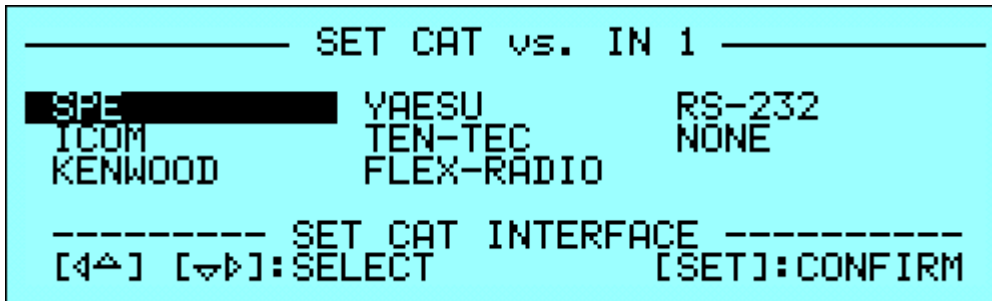 SET CAT vs. IN 1
SPE YAESU RS-232
ICOM TEN-TEC NONE
KENWOOD FLEX-RADIO
--------- SET CAT INTERFACE ----------
[◁△] [▽▷]:SELECT [SET]:CONFIRM